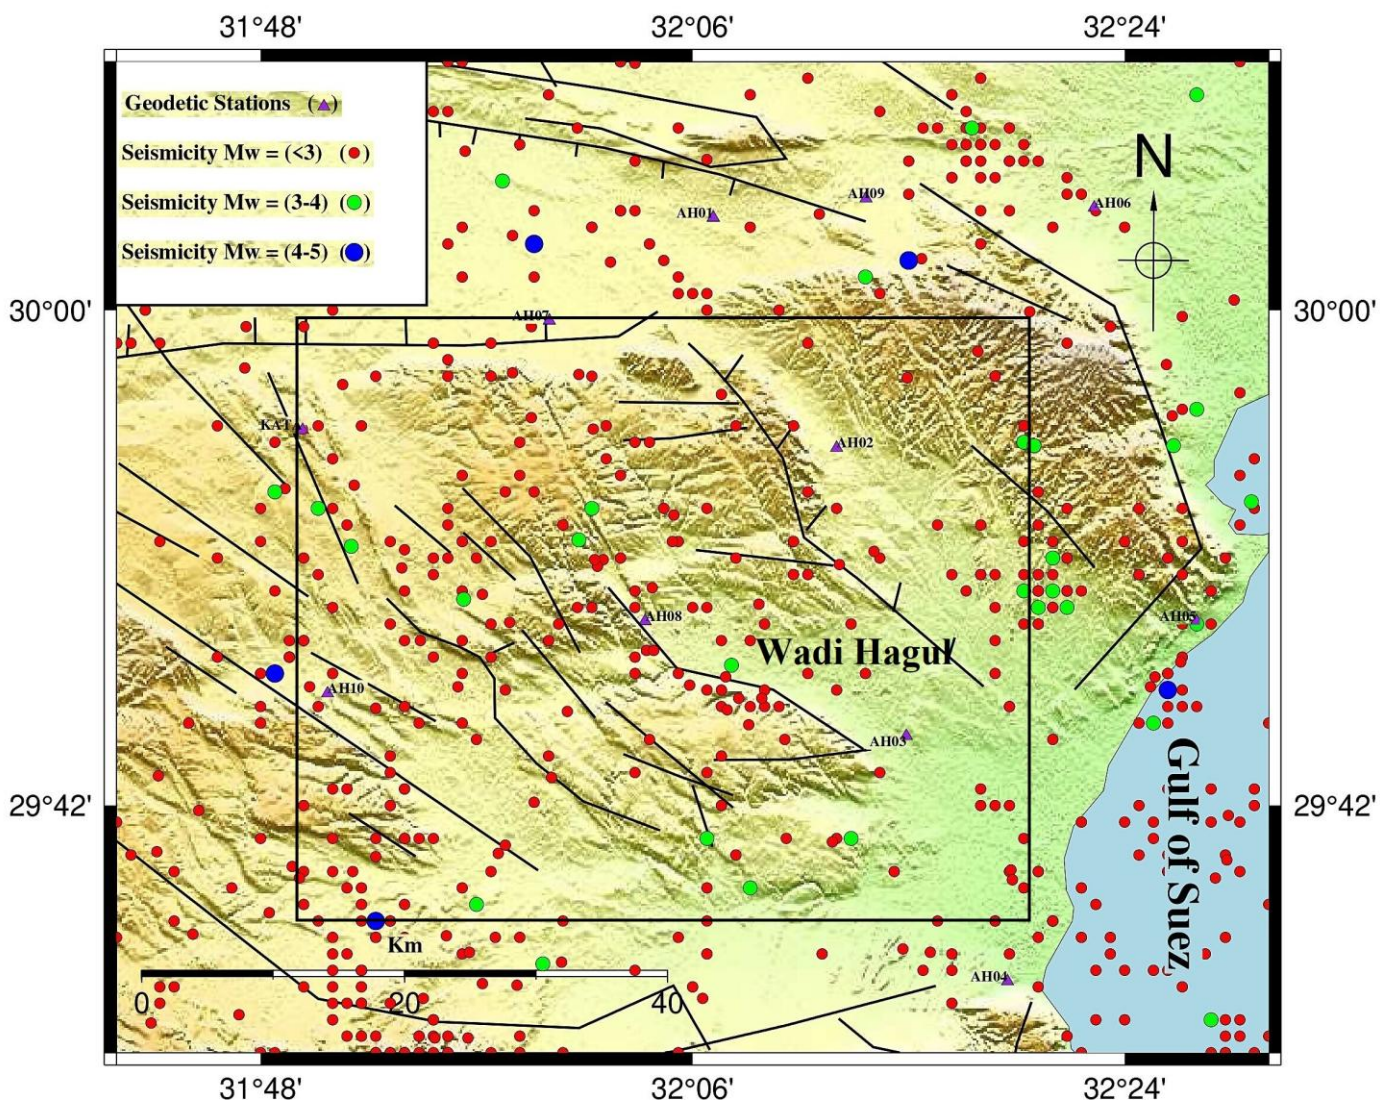 31°48' 32°06' 32°24'
Geodetic Stations ( )
Seismicity Mw = (<3) ( )
Seismicity Mw = (3-4) ( )
Seismicity Mw = (4-5) ( )
N
AH09
AH01
AH06
30°00' 30°00'
AH07
KAT
AH02
AH08
AH05
Wadi Hagul
AH10
AH03
Gulf of Suez
29°42' 29°42'
Km
AH04
0 20 40
31°48' 32°06' 32°24'